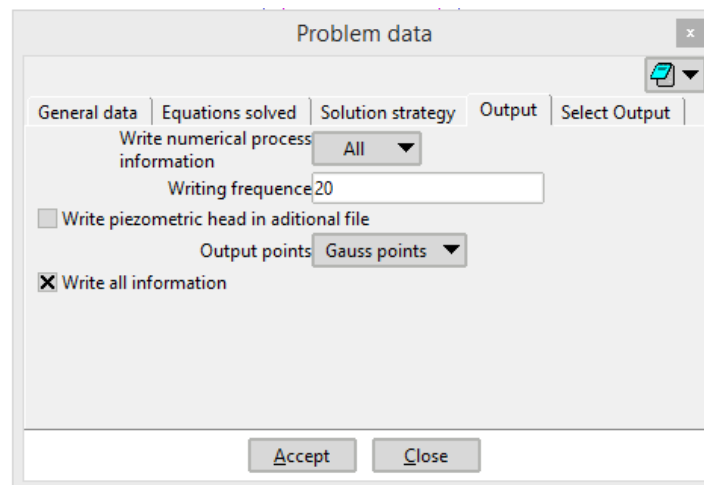 Problem data
x
General data
Equations solved
Solution strategy
Output
Select Output
Write numerical process
information
All
Writing frequence 20
Write piezometric head in aditional file
Output points Gauss points
Write all information
Accept
Close